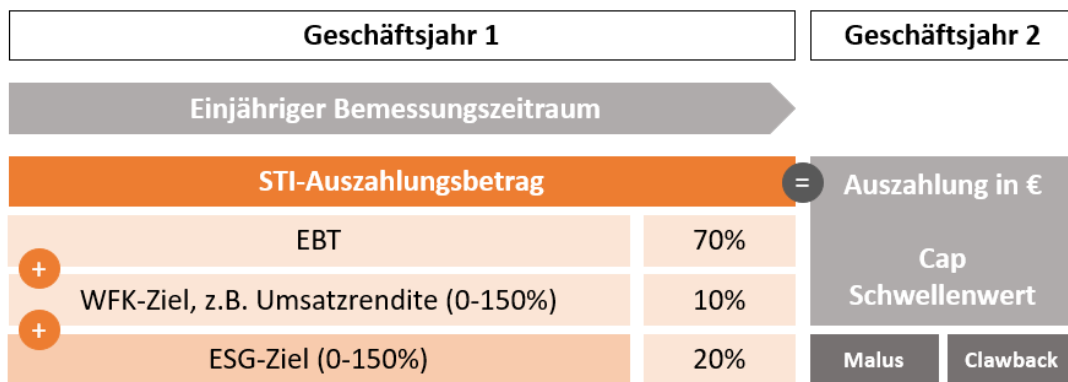 Geschäftsjahr 1
Geschäftsjahr 2
Einjähriger Bemessungszeitraum
STI-Auszahlungsbetrag
=
Auszahlung in €
EBT
70%
+
Cap
WFK-Ziel, z.B. Umsatzrendite (0-150%)
10%
Schwellenwert
+
ESG-Ziel (0-150%)
20%
Malus
Clawback